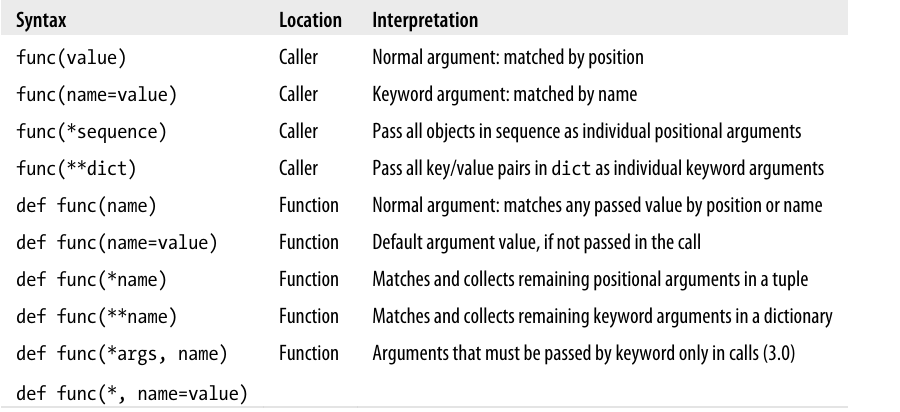 Syntax Location Interpretation
func(value) Caller Normal argument: matched by position
func(name=value) Caller Keyword argument: matched by name
func(*sequence) Caller Pass all objects in sequence as individual positional arguments
func(**dict) Caller Pass all key/value pairs in dict as individual keyword arguments
def func(name) Function Normal argument: matches any passed value by position or name
def func(name=value) Function Default argument value, if not passed in the call
def func(*name) Function Matches and collects remaining positional arguments in a tuple
def func(**name) Function Matches and collects remaining keyword arguments in a dictionary
def func(*args, name) Function Arguments that must be passed by keyword only in calls (3.0)
def func(*, name=value)